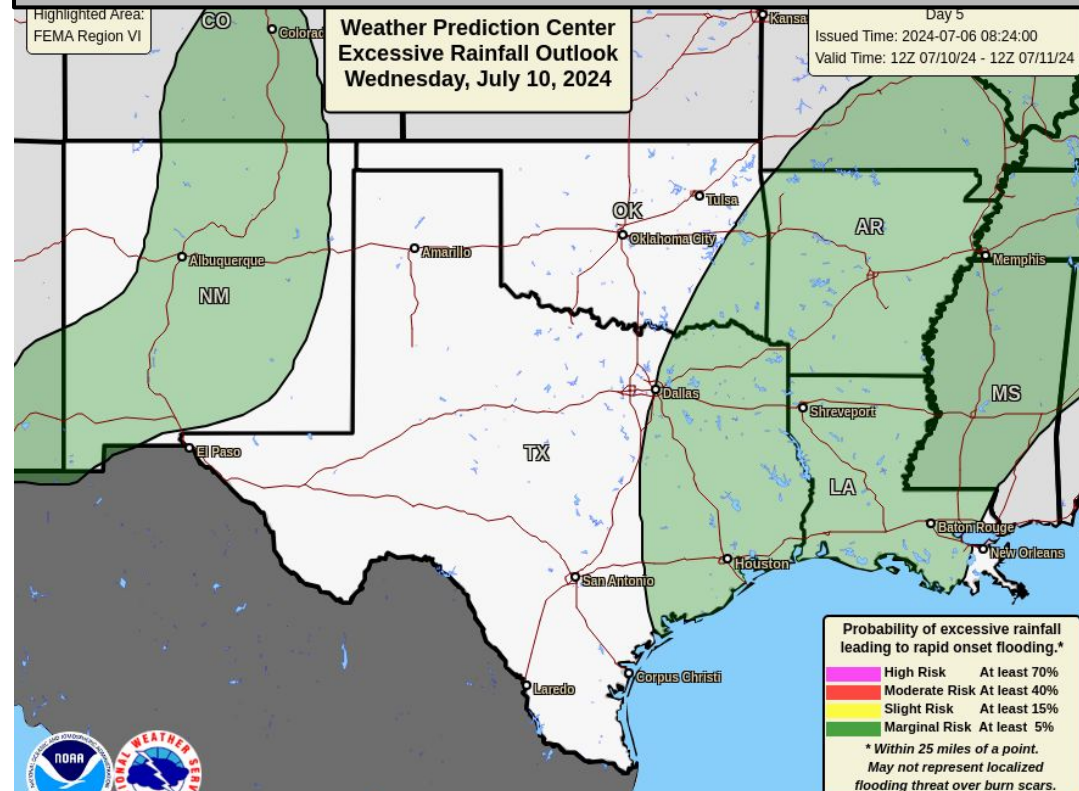 Highlighted Area:
FEMA Region VI
Weather Prediction Center
Excessive Rainfall Outlook
Wednesday, July 10, 2024
Day 5
Issued Time: 2024-07-06 08:24:00
Valid Time: 12Z 07/10/24 - 12Z 07/11/24
CO
Colorad
Kansa
Tulsa
OK
Oklahoma City
AR
Amarillo
Albuquerque
Memphis
NM
Dallas
MS
Shreveport
El Paso
TX
LA
Baton Rouge
New Orleans
Houston
San Antonio
Corpus Christi
Laredo
Probability of excessive rainfall
leading to rapid onset flooding.*
High Risk At least 70%
Moderate Risk At least 40%
Slight Risk At least 15%
Marginal Risk At least 5%
* Within 25 miles of a point.
May not represent localized
flooding threat over burn scars.
NOAA
ONAL WEATHER SERV